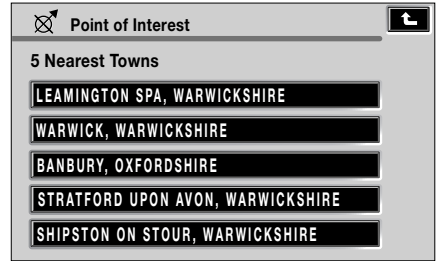 Point of Interest
5 Nearest Towns
LEAMINGTON SPA, WARWICKSHIRE
WARWICK, WARWICKSHIRE
BANBURY, OXFORDSHIRE
STRATFORD UPON AVON, WARWICKSHIRE
SHIPSTON ON STOUR, WARWICKSHIRE